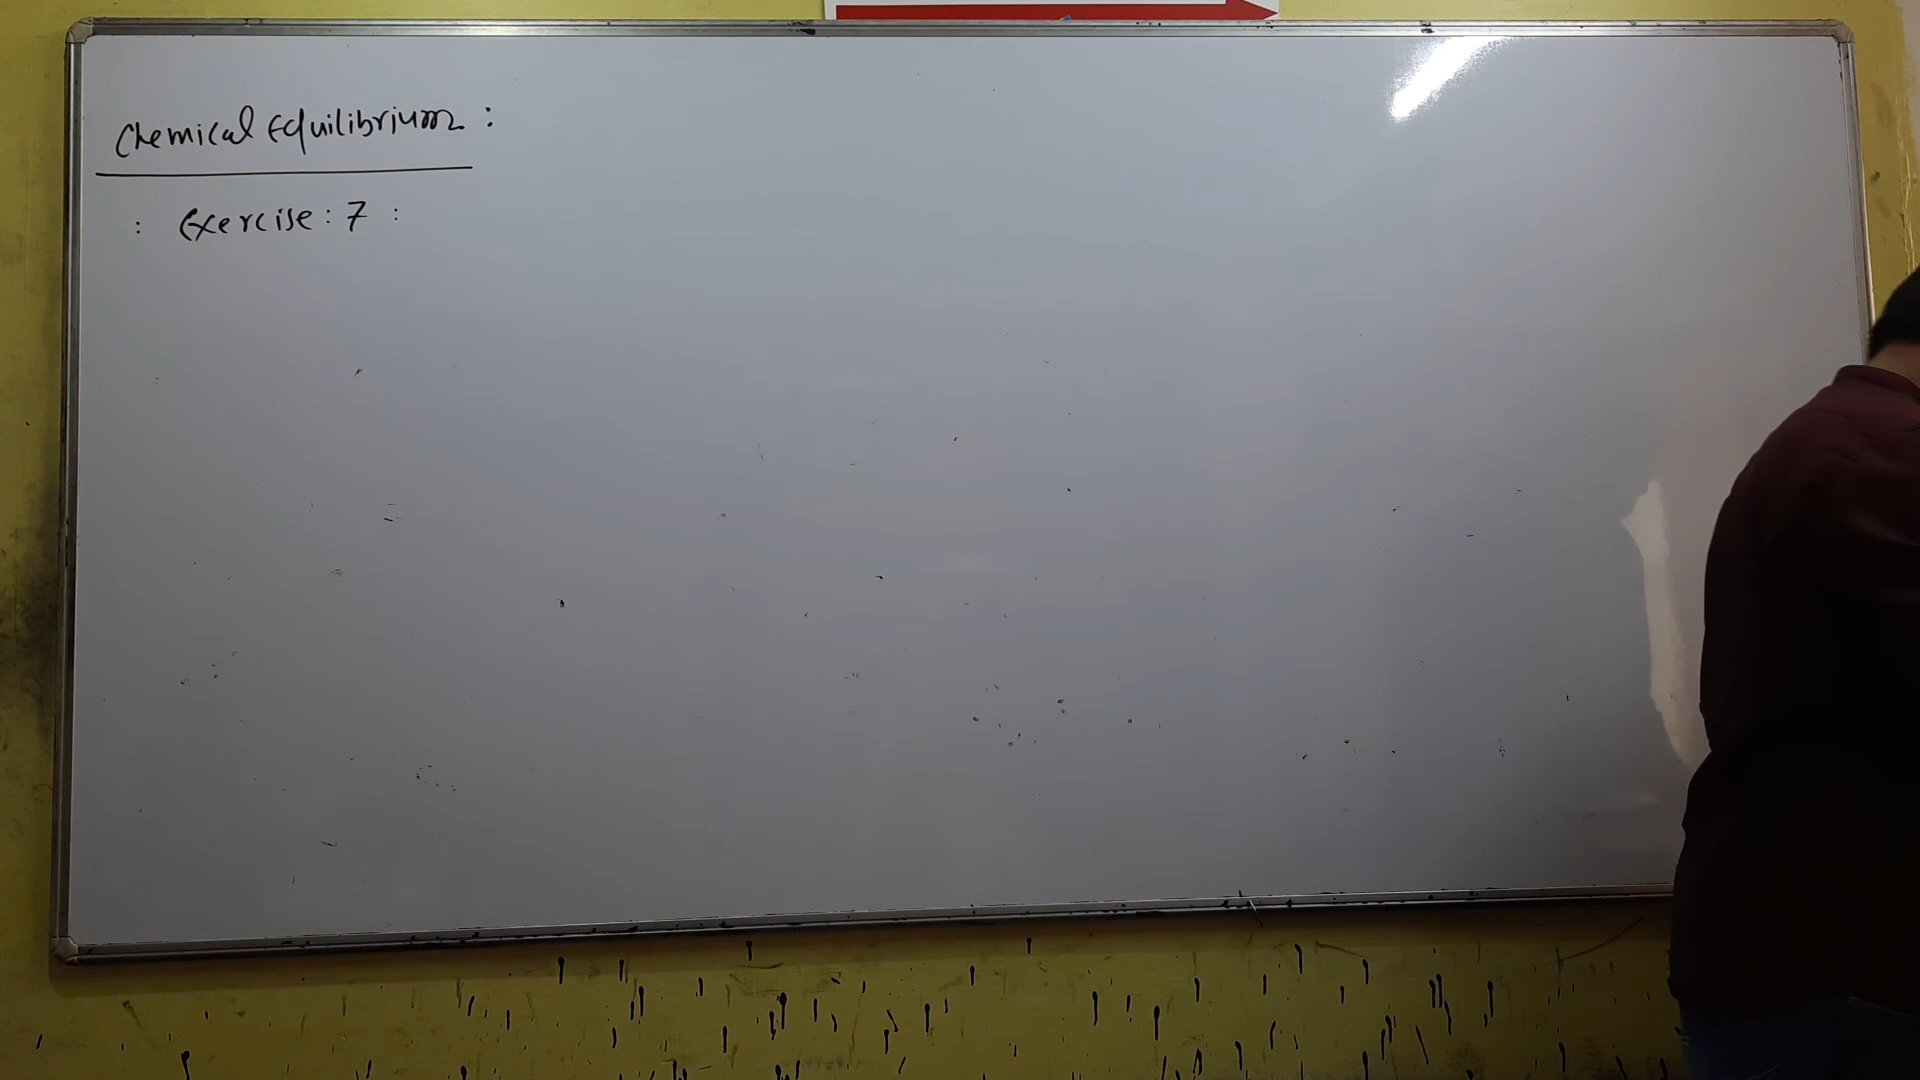 Chemical Equilibrium :
: Exercise : 7 :